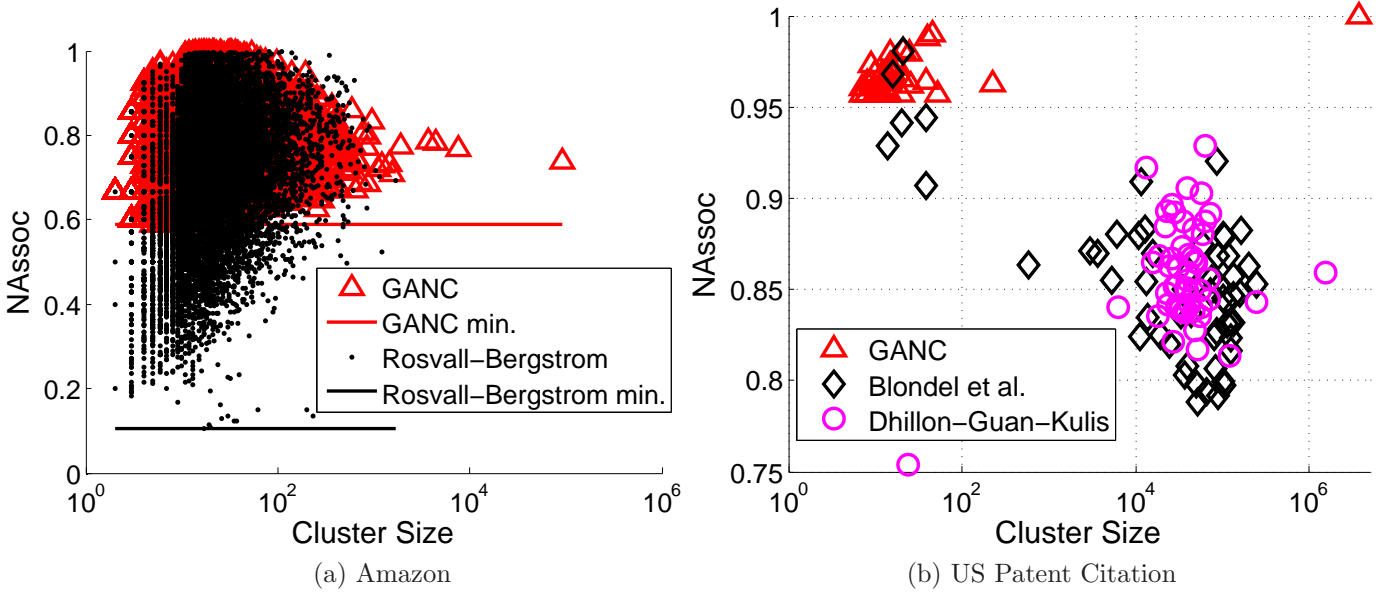 NAssoc
1
0.8
0.6
0.4
0.2
0
10^0
10^2
10^4
10^6
Cluster Size
GANC
GANC min.
Rosvall−Bergstrom
Rosvall−Bergstrom min.
(a) Amazon
NAssoc
1
0.95
0.9
0.85
0.8
0.75
10^0
10^2
10^4
10^6
Cluster Size
GANC
Blondel et al.
Dhillon−Guan−Kulis
(b) US Patent Citation